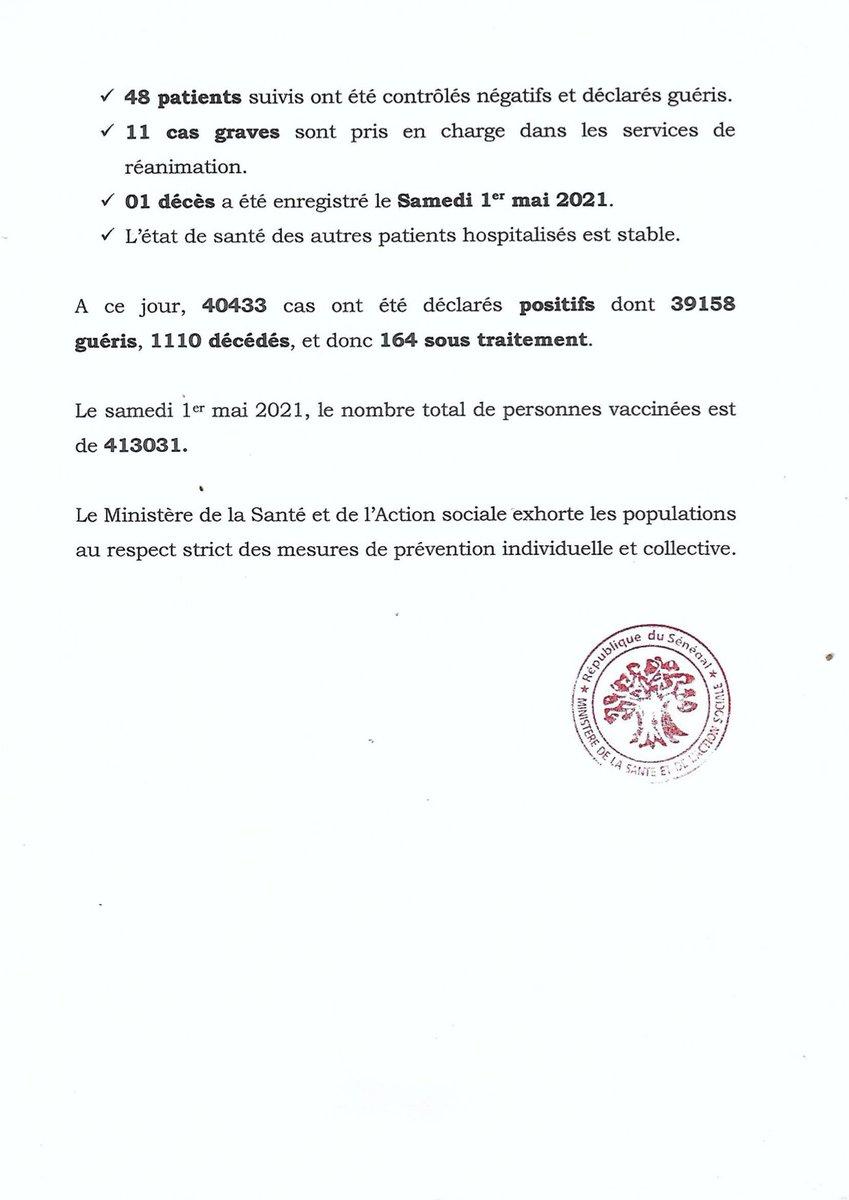 ✓ 48 patients suivis ont été contrôlés négatifs et déclarés guéris.
✓ 11 cas graves sont pris en charge dans les services de
réanimation.
✓ 01 décès a été enregistré le Samedi 1er mai 2021.
✓ L'état de santé des autres patients hospitalisés est stable.
A ce jour, 40433 cas ont été déclarés positifs dont 39158
guéris, 1110 décédés, et donc 164 sous traitement.
Le samedi 1er mai 2021, le nombre total de personnes vaccinées est
de 413031.
Le Ministère de la Santé et de l'Action sociale exhorte les populations
au respect strict des mesures de prévention individuelle et collective.
★ République du Sénégal ★
MINISTÈRE DE LA SANTE ET DE L'ACTION SOCIALE